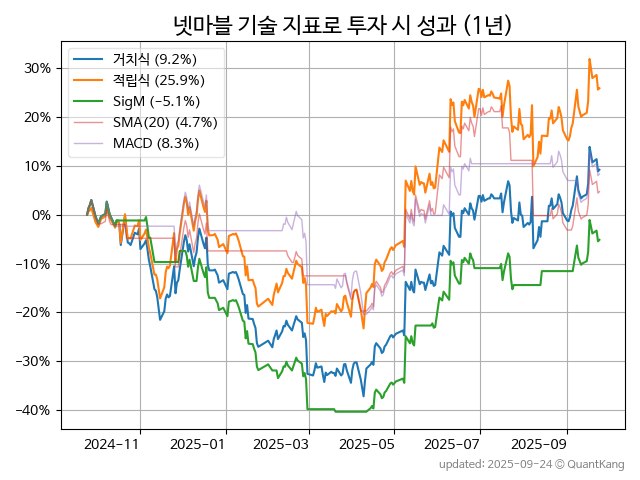 넷마블 기술 지표로 투자 시 성과 (1년)
거치식 (9.2%)
적립식 (25.9%)
SigM (−5.1%)
SMA(20) (4.7%)
MACD (8.3%)
30%
20%
10%
0%
−10%
−20%
−30%
−40%
2024−11 2025−01 2025−03 2025−05 2025−07 2025−09
updated: 2025-09-24 © QuantKang